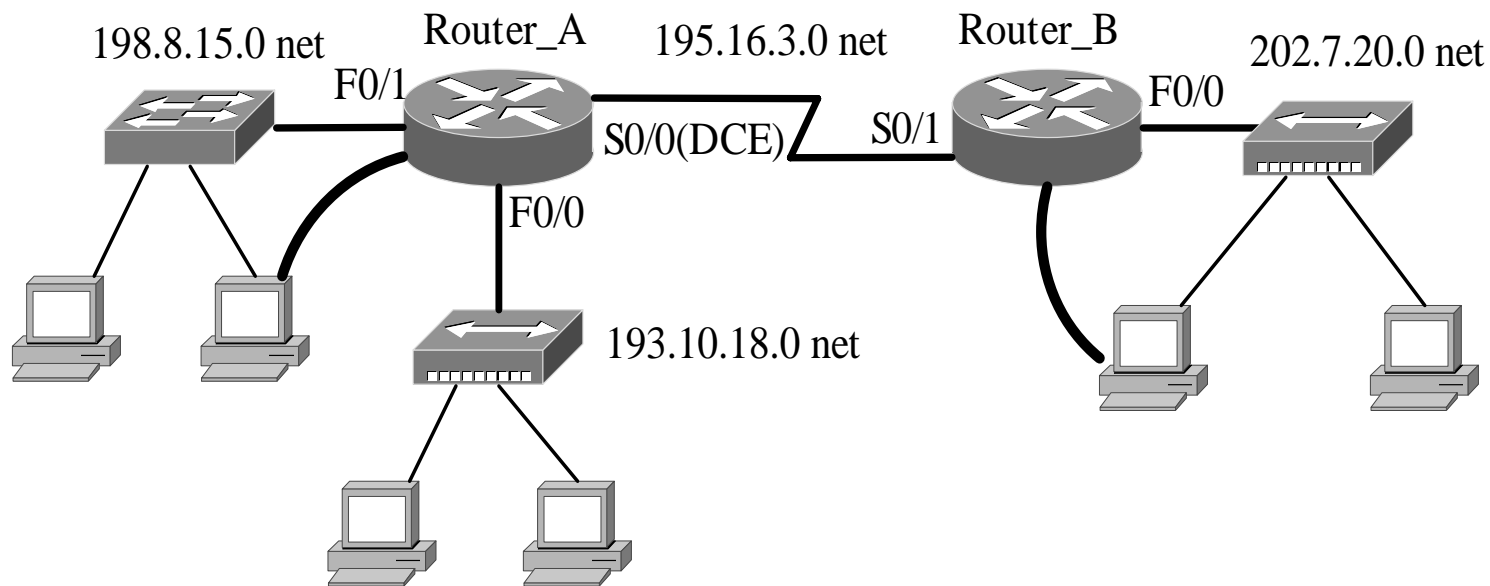 Router_A
195.16.3.0 net
Router_B
198.8.15.0 net
202.7.20.0 net
F0/1
F0/0
S0/0(DCE)
S0/1
F0/0
193.10.18.0 net